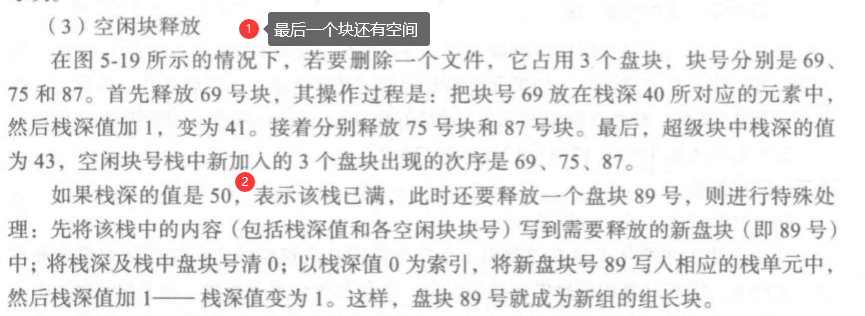 （3）空闲块释放
1 最后一个块还有空间
在图 5-19 所示的情况下，若要删除一个文件，它占用 3 个盘块，块号分别是 69、
75 和 87。首先释放 69 号块，其操作过程是：把块号 69 放在栈深 40 所对应的元素中，
然后栈深值加 1，变为 41。接着分别释放 75 号块和 87 号块。最后，超级块中栈深的值
为 43，空闲块号栈中新加入的 3 个盘块出现的次序是 69、75、87。
2
如果栈深的值是 50，表示该栈已满，此时还要释放一个盘块 89 号，则进行特殊处
理：先将该栈中的内容（包括栈深值和各空闲块块号）写到需要释放的新盘块（即 89 号）
中；将栈深及栈中盘块号清 0；以栈深值 0 为索引，将新盘块号 89 写入相应的栈单元中，
然后栈深值加 1—— 栈深值变为 1。这样，盘块 89 号就成为新组的组长块。